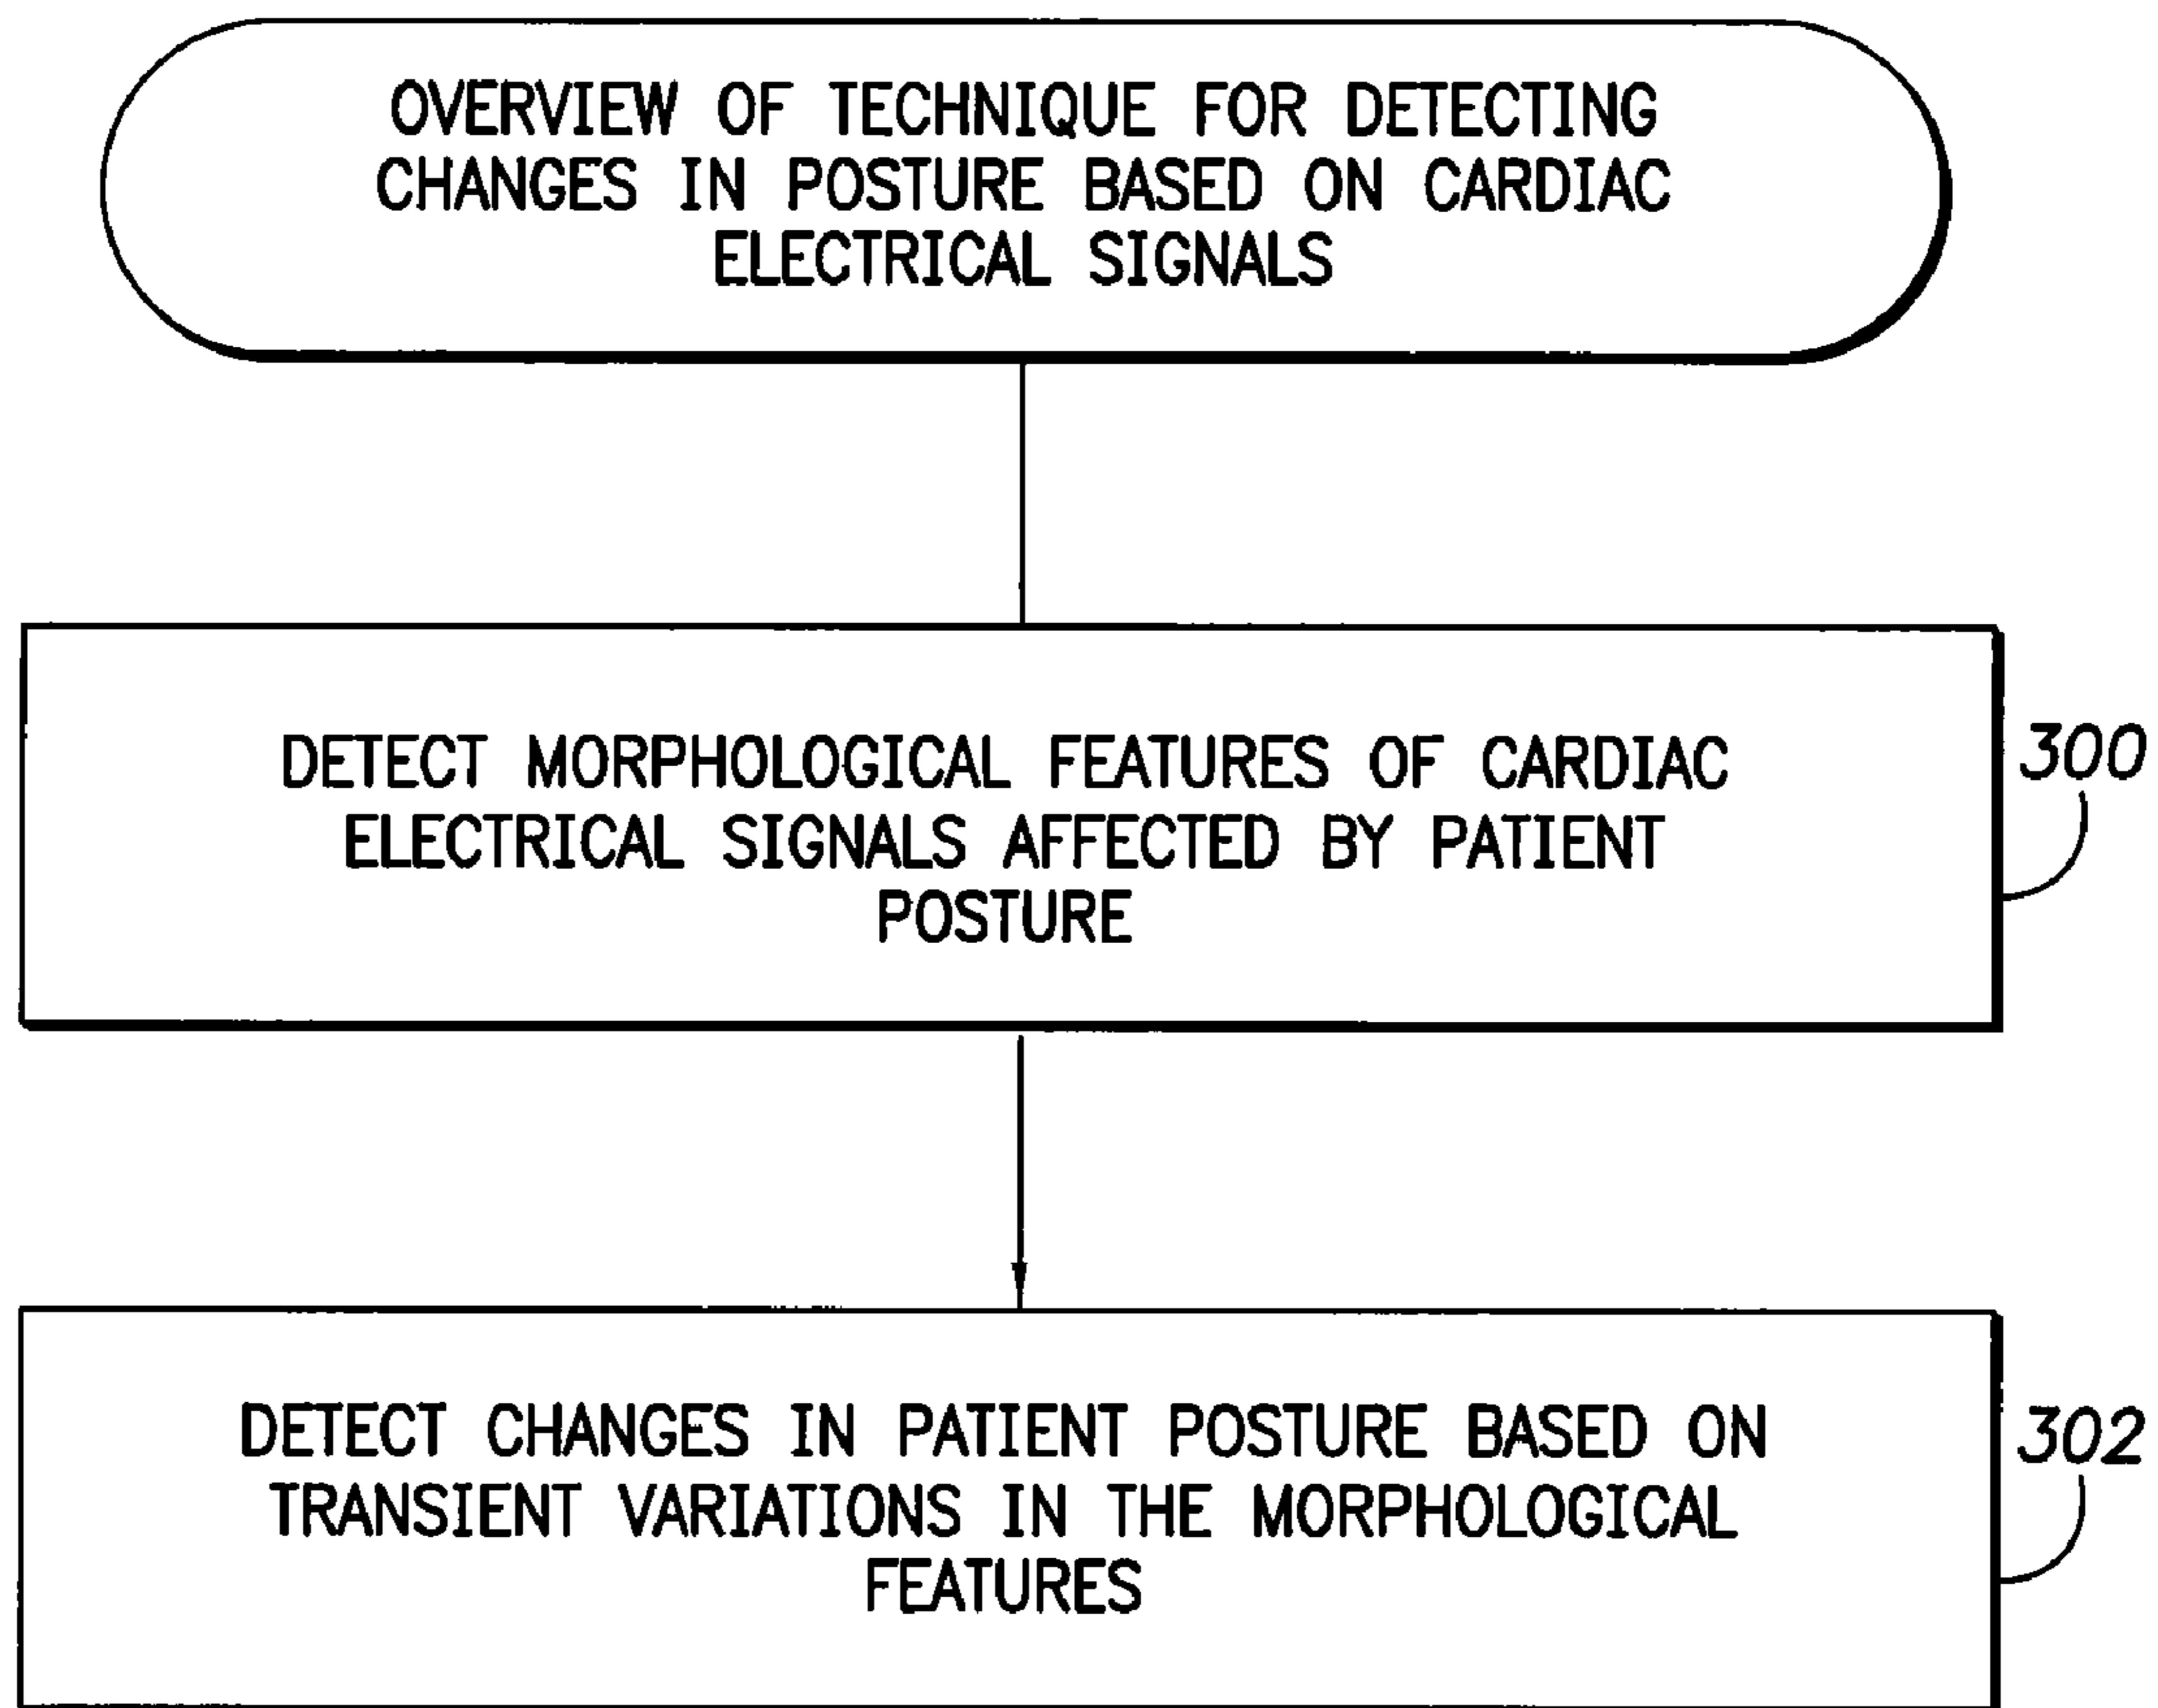 OVERVIEW OF TECHNIQUE FOR DETECTING
CHANGES IN POSTURE BASED ON CARDIAC
ELECTRICAL SIGNALS
DETECT MORPHOLOGICAL FEATURES OF CARDIAC
ELECTRICAL SIGNALS AFFECTED BY PATIENT
POSTURE
300
DETECT CHANGES IN PATIENT POSTURE BASED ON
TRANSIENT VARIATIONS IN THE MORPHOLOGICAL
FEATURES
302